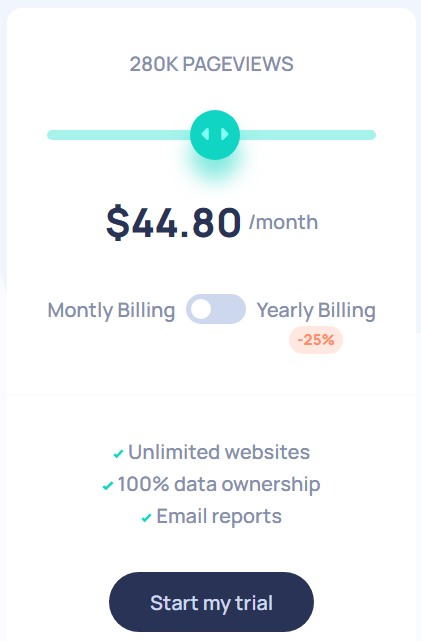 280K PAGEVIEWS
$44.80 /month
Montly Billing Yearly Billing
-25%
Unlimited websites
100% data ownership
Email reports
Start my trial